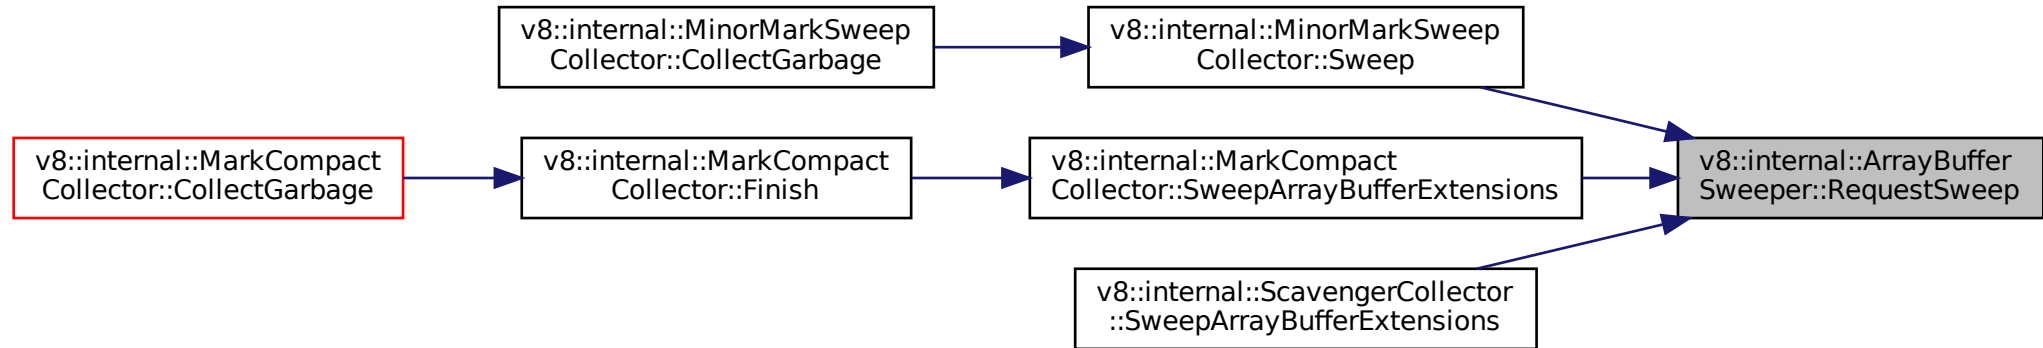 v8::internal::MinorMarkSweep
Collector::CollectGarbage
v8::internal::MinorMarkSweep
Collector::Sweep
v8::internal::MarkCompact
Collector::CollectGarbage
v8::internal::MarkCompact
Collector::Finish
v8::internal::MarkCompact
Collector::SweepArrayBufferExtensions
v8::internal::ArrayBuffer
Sweeper::RequestSweep
v8::internal::ScavengerCollector
::SweepArrayBufferExtensions